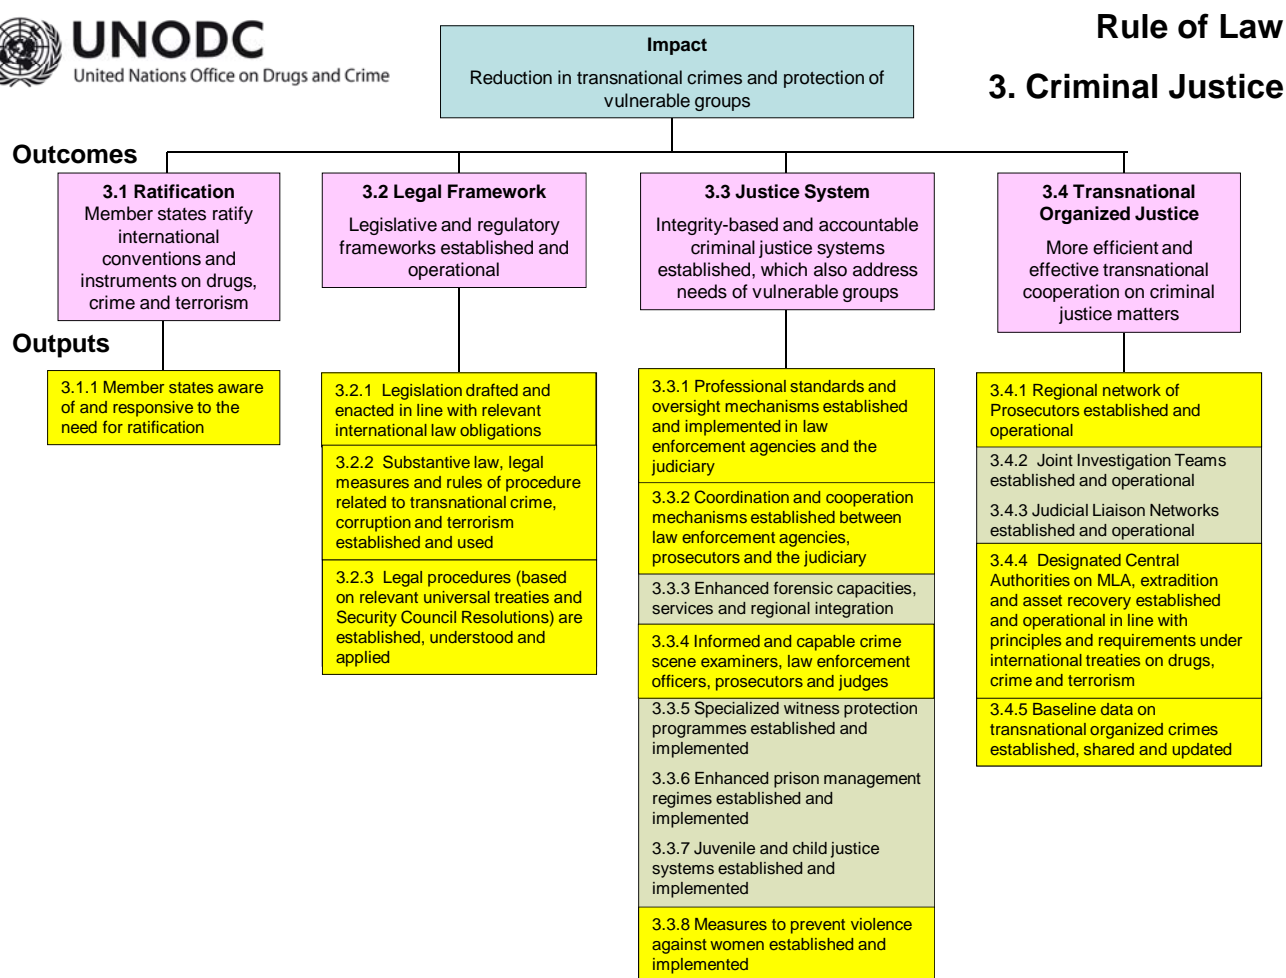 UNODC
United Nations Office on Drugs and Crime
Impact
Reduction in transnational crimes and protection of
vulnerable groups
Rule of Law
3. Criminal Justice
Outcomes
3.1 Ratification
Member states ratify
international
conventions and
instruments on drugs,
crime and terrorism
3.2 Legal Framework
Legislative and regulatory
frameworks established and
operational
3.3 Justice System
Integrity-based and accountable
criminal justice systems
established, which also address
needs of vulnerable groups
3.4 Transnational
Organized Justice
More efficient and
effective transnational
cooperation on criminal
justice matters
Outputs
3.1.1 Member states aware
of and responsive to the
need for ratification
3.2.1 Legislation drafted and
enacted in line with relevant
international law obligations
3.2.2 Substantive law, legal
measures and rules of procedure
related to transnational crime,
corruption and terrorism
established and used
3.2.3 Legal procedures (based
on relevant universal treaties and
Security Council Resolutions) are
established, understood and
applied
3.3.1 Professional standards and
oversight mechanisms established
and implemented in law
enforcement agencies and the
judiciary
3.3.2 Coordination and cooperation
mechanisms established between
law enforcement agencies,
prosecutors and the judiciary
3.3.3 Enhanced forensic capacities,
services and regional integration
3.3.4 Informed and capable crime
scene examiners, law enforcement
officers, prosecutors and judges
3.3.5 Specialized witness protection
programmes established and
implemented
3.3.6 Enhanced prison management
regimes established and
implemented
3.3.7 Juvenile and child justice
systems established and
implemented
3.3.8 Measures to prevent violence
against women established and
implemented
3.4.1 Regional network of
Prosecutors established and
operational
3.4.2 Joint Investigation Teams
established and operational
3.4.3 Judicial Liaison Networks
established and operational
3.4.4 Designated Central
Authorities on MLA, extradition
and asset recovery established
and operational in line with
principles and requirements under
international treaties on drugs,
crime and terrorism
3.4.5 Baseline data on
transnational organized crimes
established, shared and updated